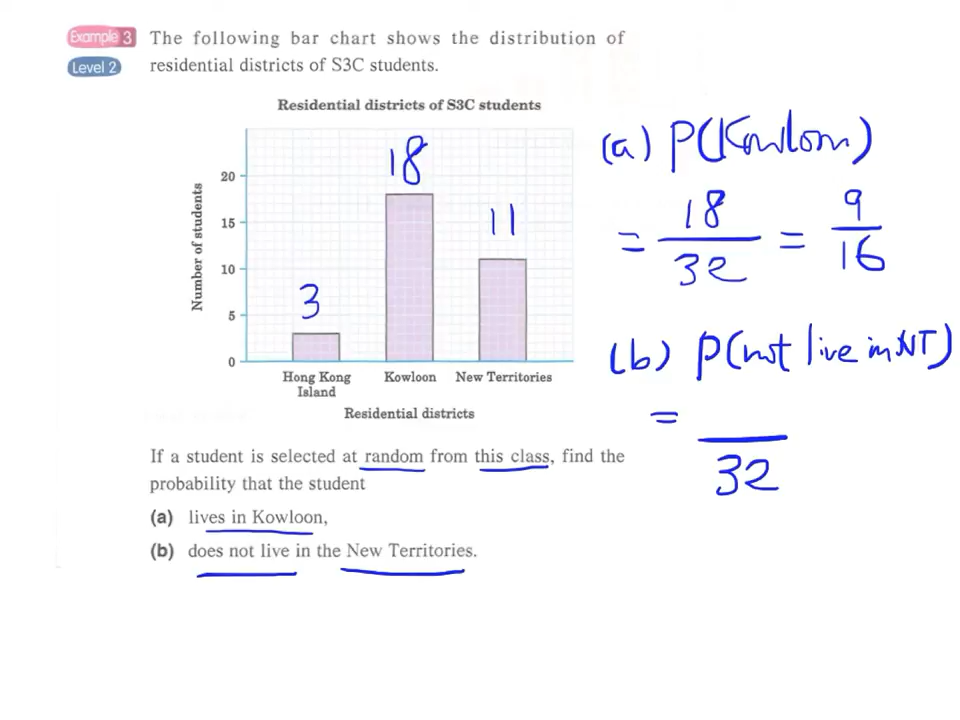 Example 3 The following bar chart shows the distribution of
Level 2 residential districts of S3C students.
Residential districts of S3C students
Number of students
20
15
10
5
0
18
11
3
Hong Kong Island
Kowloon
New Territories
Residential districts
If a student is selected at random from this class, find the
probability that the student
(a) lives in Kowloon,
(b) does not live in the New Territories.
(a) P(Kowloon)
= 18/32 = 9/16
(b) P(not live in NT)
= /32